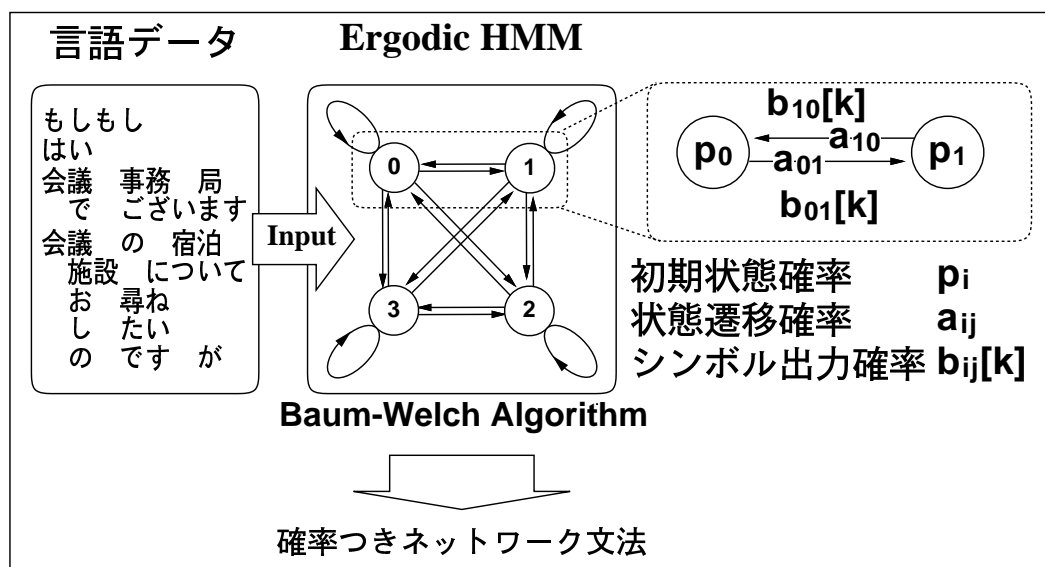 言語データ
Ergodic HMM
もしもし
はい
会議 事務 局
で ございます
会議 の 宿泊
施設 について
お 尋ね
し たい
の です が
Input
0
1
3
2
b10[k]
p0
a10
a01
p1
b01[k]
初期状態確率 pi
状態遷移確率 aij
シンボル出力確率 bij[k]
Baum-Welch Algorithm
確率つきネットワーク文法